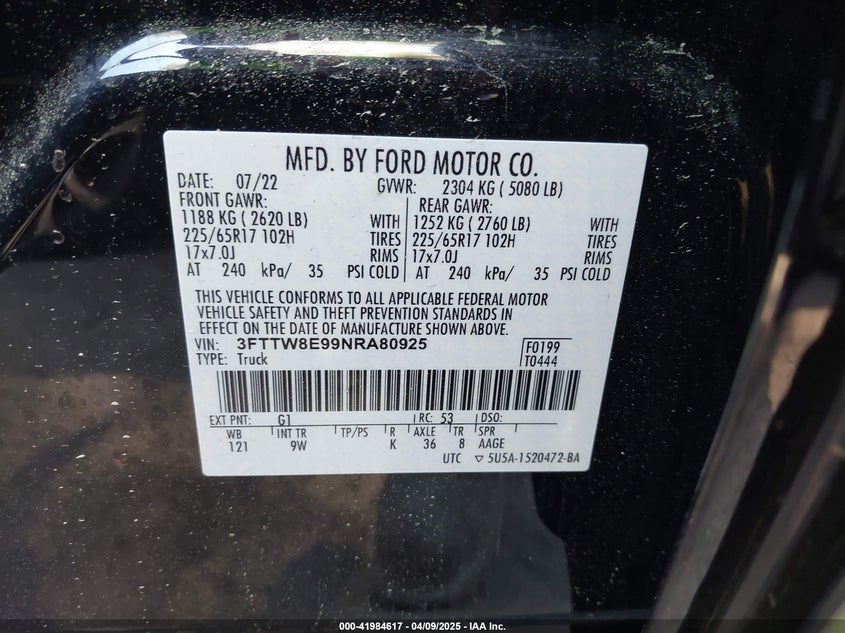 MFD. BY FORD MOTOR CO.
DATE: 07/22 GVWR: 2304 KG ( 5080 LB)
FRONT GAWR: REAR GAWR:
1188 KG ( 2620 LB) WITH 1252 KG ( 2760 LB) WITH
225/65R17 102H TIRES 225/65R17 102H TIRES
17x7.0J RIMS 17x7.0J RIMS
AT 240 kPa/ 35 PSI COLD AT 240 kPa/ 35 PSI COLD
THIS VEHICLE CONFORMS TO ALL APPLICABLE FEDERAL MOTOR
VEHICLE SAFETY AND THEFT PREVENTION STANDARDS IN
EFFECT ON THE DATE OF MANUFACTURE SHOWN ABOVE.
VIN: 3FTTW8E99NRA80925 F0199
TYPE: Truck T0444
EXT PNT: G1 RC: 53 DSO:
WB INT TR TP/PS R AXLE TR SPR
121 9W K 36 8 AAGE
UTC ▽ 5U5A-1520472-BA
000-41984617 - 04/09/2025 - IAA Inc.